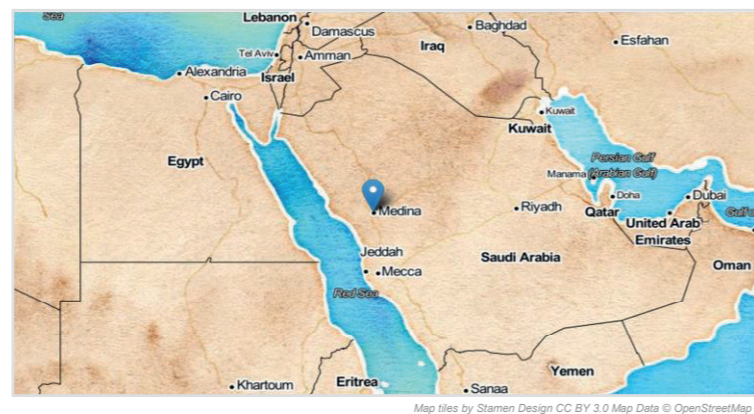 Sea
Lebanon
Damascus
Baghdad
Tel Aviv
Amman
Iraq
Esfahan
Alexandria
Israel
Cairo
Kuwait
Kuwait
Egypt
Persian Gulf
(Arabian Gulf)
Manama
Medina
Riyadh
Doha
Dubai
Qatar
United Arab
Emirates
Gulf
Jeddah
Mecca
Saudi Arabia
Oman
Red Sea
Khartoum
Eritrea
Sanaa
Yemen
Map tiles by Stamen Design CC BY 3.0 Map Data © OpenStreetMap